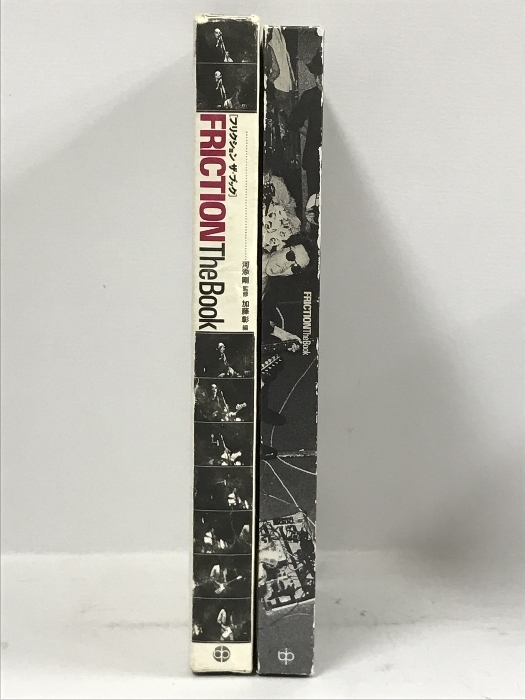 [フリクション ザ・ブック]
FRICTION The Book
河添 剛 監修 加藤 彰 編
FRICTION The Book